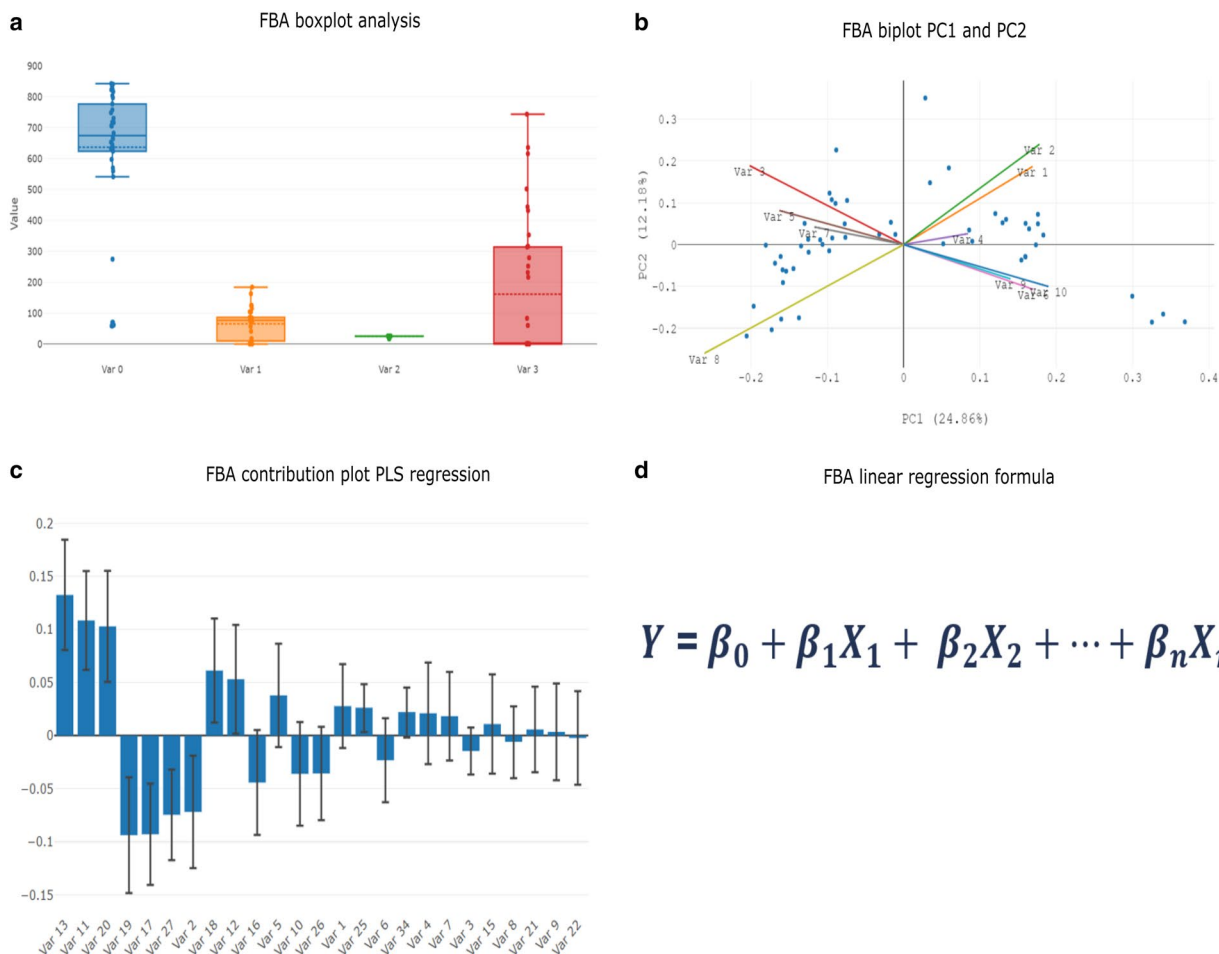 a
FBA boxplot analysis
900
800
700
600
500
400
300
200
100
0
Value
Var 0
Var 1
Var 2
Var 3
b
FBA biplot PC1 and PC2
0.3
0.2
0.1
0
-0.1
-0.2
PC2 (12.18%)
Var 2
Var 1
Var 3
Var 5
Var 7
Var 4
Var 9
Var 10
Var 8
-0.2
-0.1
0
0.1
0.2
0.3
0.4
PC1 (24.86%)
c
FBA contribution plot PLS regression
0.2
0.15
0.1
0.05
0
−0.05
−0.1
−0.15
Var 13
Var 11
Var 20
Var 19
Var 17
Var 27
Var 2
Var 18
Var 12
Var 16
Var 5
Var 10
Var 26
Var 1
Var 25
Var 6
Var 34
Var 4
Var 7
Var 3
Var 15
Var 8
Var 21
Var 9
Var 22
d
FBA linear regression formula
Y = β₀ + β₁X₁ + β₂X₂ + ⋯ + βₙX